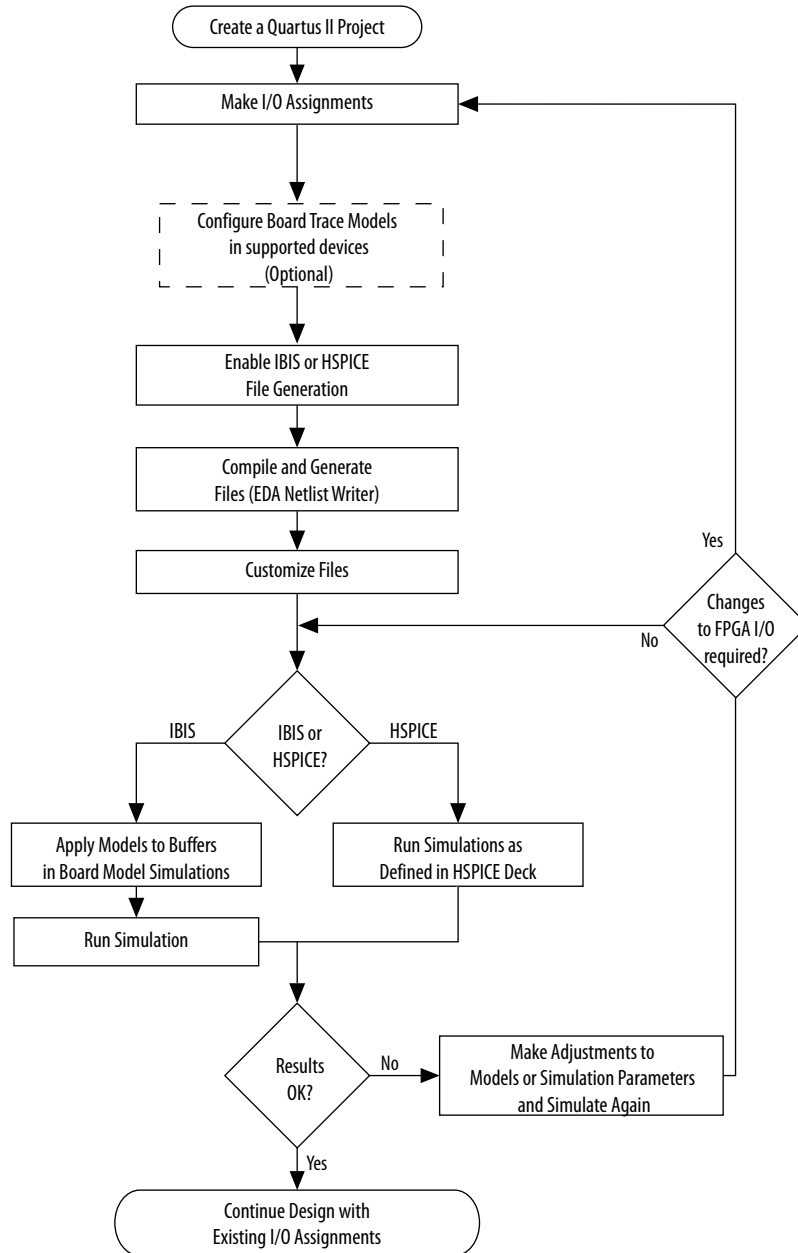 Create a Quartus II Project
Make I/O Assignments
Configure Board Trace Models
in supported devices
(Optional)
Enable IBIS or HSPICE
File Generation
Compile and Generate
Files (EDA Netlist Writer)
Customize Files
Yes
Changes
to FPGA I/O
required?
No
IBIS
IBIS or
HSPICE?
HSPICE
Apply Models to Buffers
in Board Model Simulations
Run Simulations as
Defined in HSPICE Deck
Run Simulation
Results
OK?
No
Make Adjustments to
Models or Simulation Parameters
and Simulate Again
Yes
Continue Design with
Existing I/O Assignments